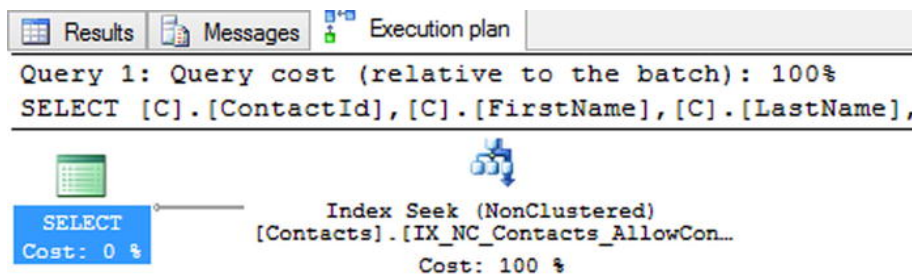 Results Messages Execution plan
Query 1: Query cost (relative to the batch): 100%
SELECT [C].[ContactId],[C].[FirstName],[C].[LastName],
SELECT
Cost: 0 %
Index Seek (NonClustered)
[Contacts].[IX_NC_Contacts_AllowCon…
Cost: 100 %